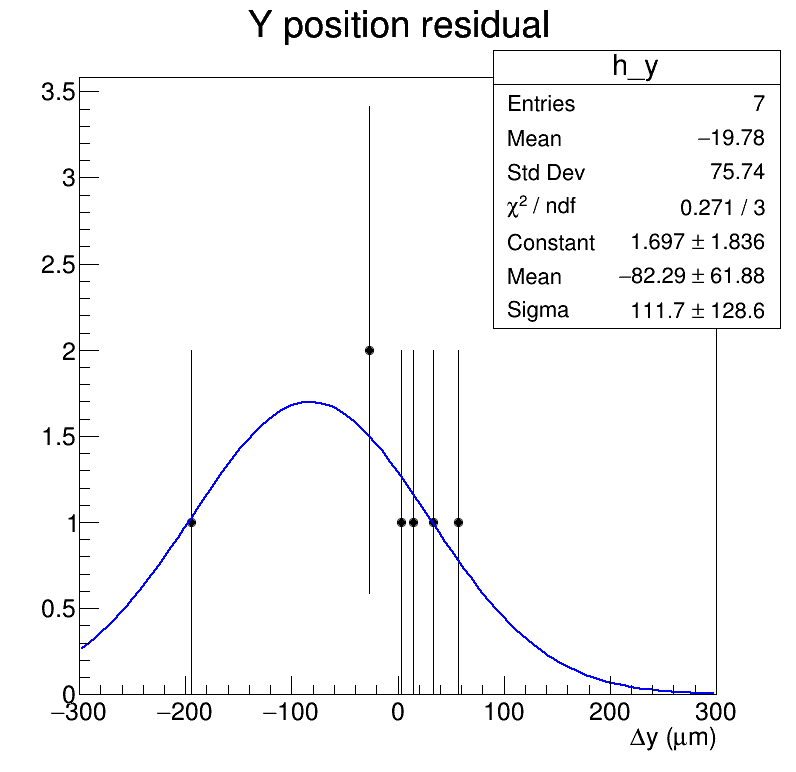 Y position residual
h_y
Entries 7
Mean −19.78
Std Dev 75.74
χ² / ndf 0.271 / 3
Constant 1.697 ± 1.836
Mean −82.29 ± 61.88
Sigma 111.7 ± 128.6
3.5
3
2.5
2
1.5
1
0.5
0
−300 −200 −100 0 100 200 300
Δy (μm)